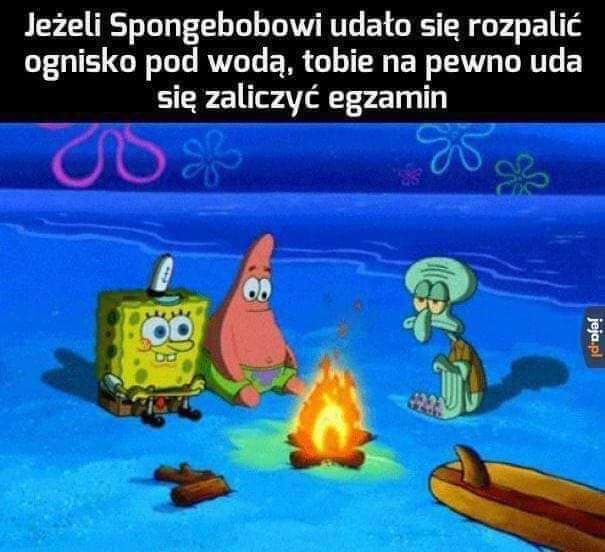 Jeżeli Spongebobowi udało się rozpalić
ognisko pod wodą, tobie na pewno uda
się zaliczyć egzamin
jeja.pl